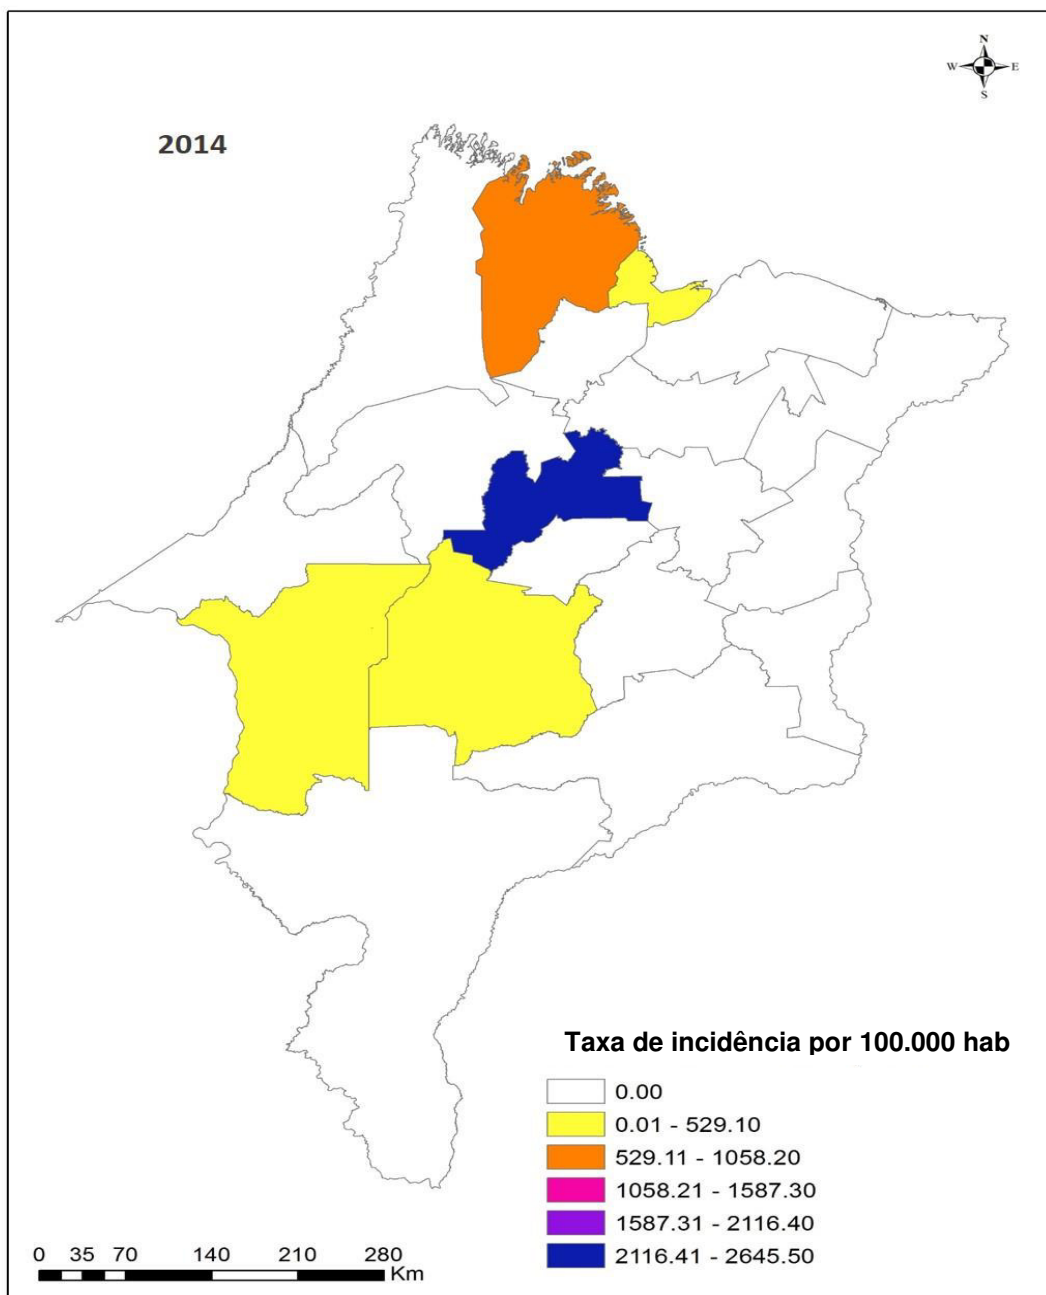 N
W E
S
2014
Taxa de incidência por 100.000 hab
0.00
0.01 - 529.10
529.11 - 1058.20
1058.21 - 1587.30
1587.31 - 2116.40
2116.41 - 2645.50
0 35 70 140 210 280
Km